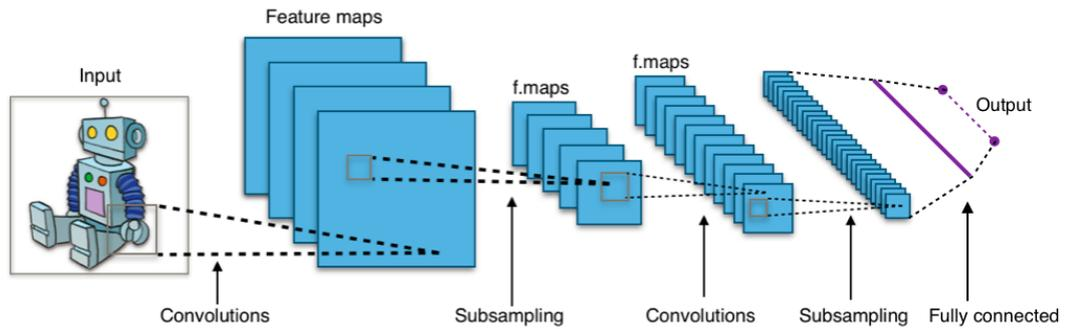 Feature maps
Input
f.maps
f.maps
Output
Convolutions
Subsampling
Convolutions
Subsampling
Fully connected